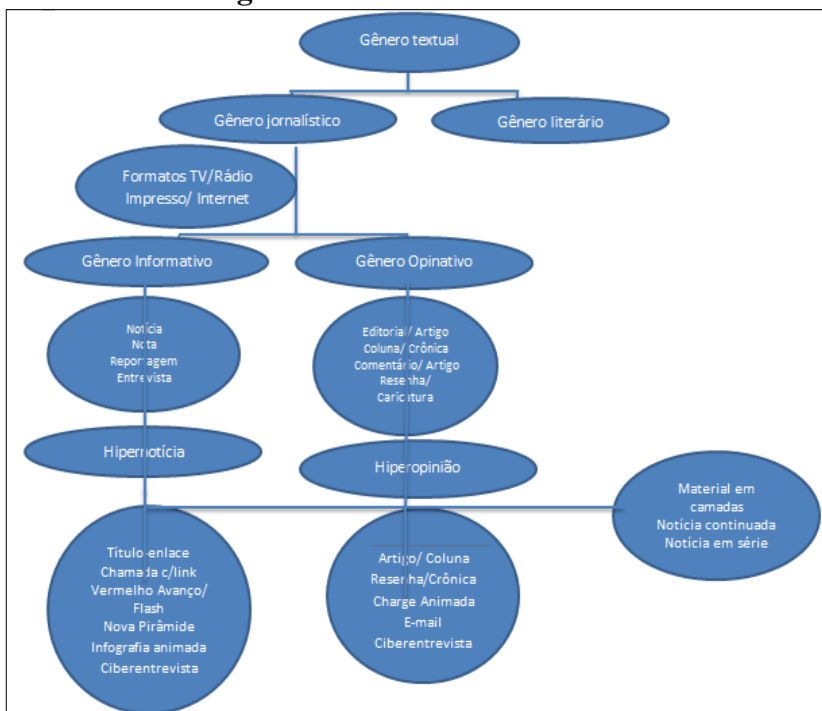 Gênero textual
Gênero jornalístico
Gênero literário
Formatos TV/Rádio
Impresso/ Internet
Gênero Informativo
Gênero Opinativo
Notícia
Nota
Reportagem
Entrevista
Editorial/ Artigo
Coluna/ Crônica
Comentário/ Artigo
Resenha/
Caricatura
Hipernotícia
Hiperopinião
Material em
camadas
Notícia continuada
Notícia em série
Título enlace
Chamada c/link
Vermelho Avanço/
Flash
Nova Pirâmide
Infografia animada
Ciberentrevista
Artigo/ Coluna
Resenha/Crônica
Charge Animada
E-mail
Ciberentrevista